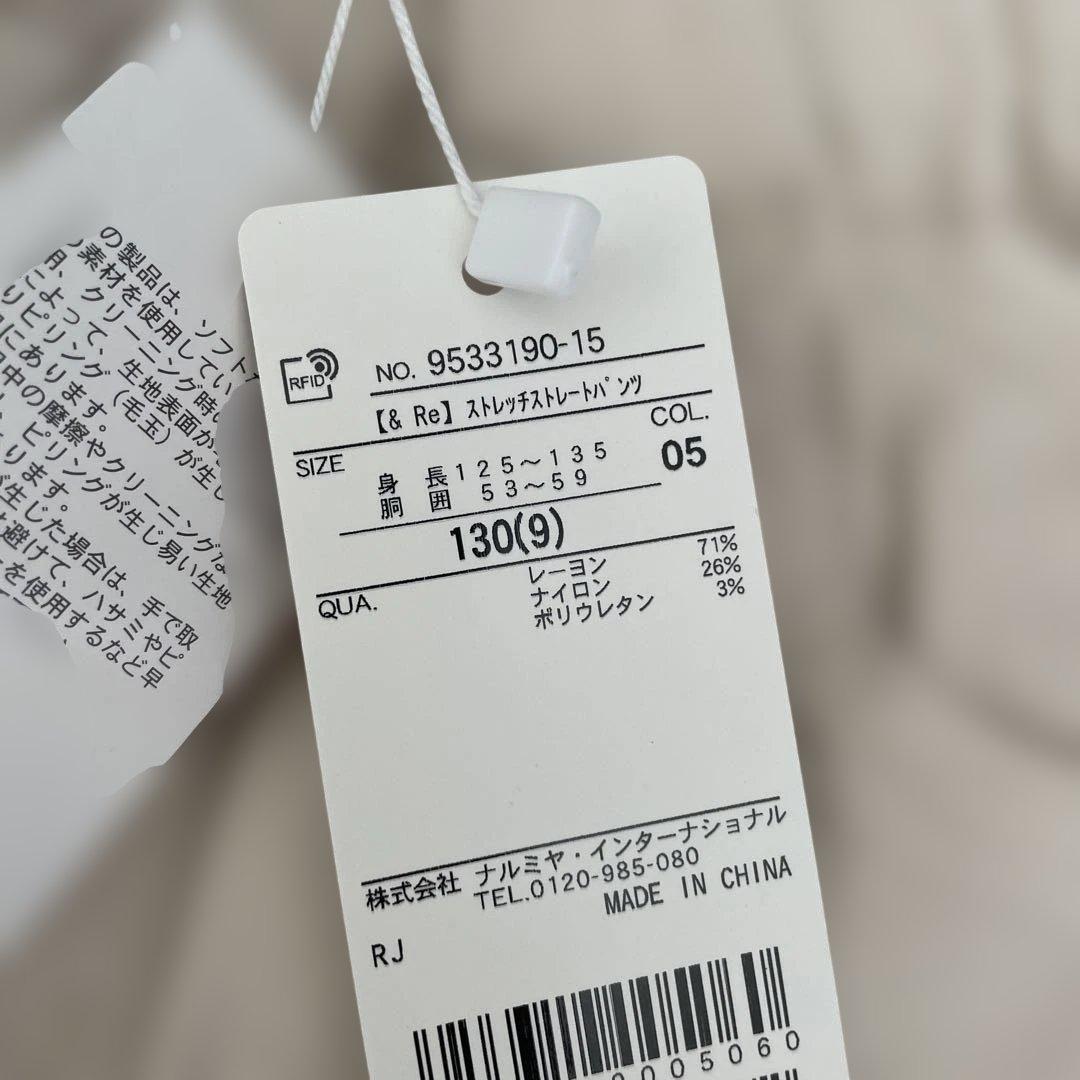 の製品は、ソフト
素材を使用してい
、クリーニング時
によって、生地表面が
りピリング(毛玉)が生じ
にあります。
中の摩擦やクリーニング
、ピリングが生じ易い生地
ります。
生じた場合は、手で取
避けて、ハサミやピ
を使用するなど早
RFID
NO. 9533190-15
【& Re】ストレッチストレートパンツ
SIZE
COL.
身長 125〜135
05
胴囲 53〜59
130(9)
QUA.
レーヨン 71%
ナイロン 26%
ポリウレタン 3%
株式会社 ナルミヤ・インターナショナル
TEL.0120-985-080
MADE IN CHINA
RJ
005060